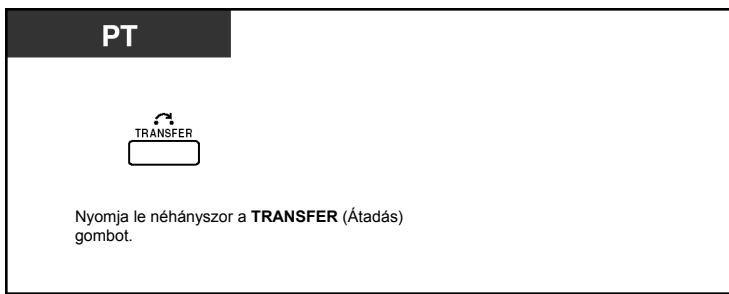 PT
TRANSFER
Nyomja le néhányszor a TRANSFER (Átadás)
gombot.